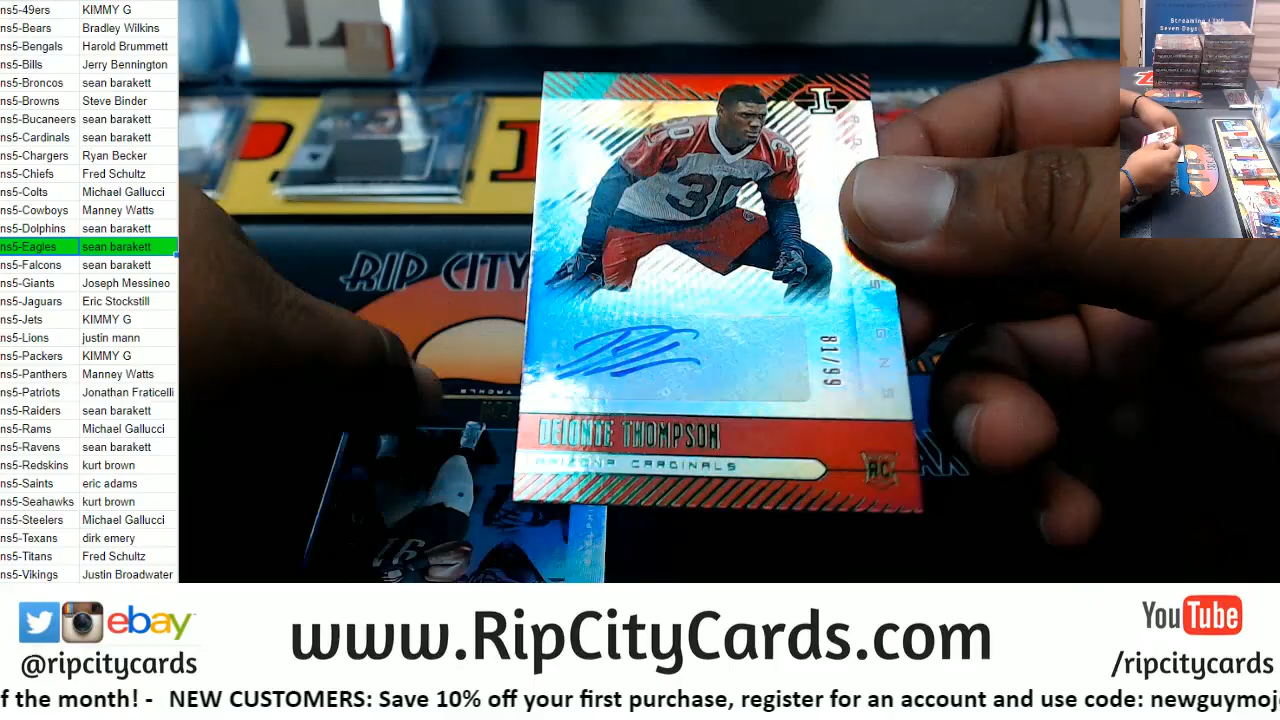 ns5-49ers KIMMY G
ns5-Bears Bradley Wilkins
ns5-Bengals Harold Brummett
ns5-Bills Jerry Bennington
ns5-Broncos sean barakett
ns5-Browns Steve Binder
ns5-Bucaneers sean barakett
ns5-Cardinals sean barakett
ns5-Chargers Ryan Becker
ns5-Chiefs Fred Schultz
ns5-Colts Michael Gallucci
ns5-Cowboys Manney Watts
ns5-Dolphins sean barakett
ns5-Eagles sean barakett
ns5-Falcons sean barakett
ns5-Giants Joseph Messineo
ns5-Jaguars Eric Stockstill
ns5-Jets KIMMY G
ns5-Lions justin mann
ns5-Packers KIMMY G
ns5-Panthers Manney Watts
ns5-Patriots Jonathan Fraticelli
ns5-Raiders sean barakett
ns5-Rams Michael Gallucci
ns5-Ravens sean barakett
ns5-Redskins kurt brown
ns5-Saints eric adams
ns5-Seahawks kurt brown
ns5-Steelers Michael Gallucci
ns5-Texans dirk emery
ns5-Titans Fred Schultz
ns5-Vikings Justin Broadwater
Streaming LIVE
Seven Days
RIP CITY
I
30
81/99
SIGNS
DEIONTE THOMPSON
ARIZONA CARDINALS
RC
TACKLE
91
ebay
@ripcitycards
www.RipCityCards.com
YouTube
/ripcitycards
f the month! - NEW CUSTOMERS: Save 10% off your first purchase, register for an account and use code: newguymoj